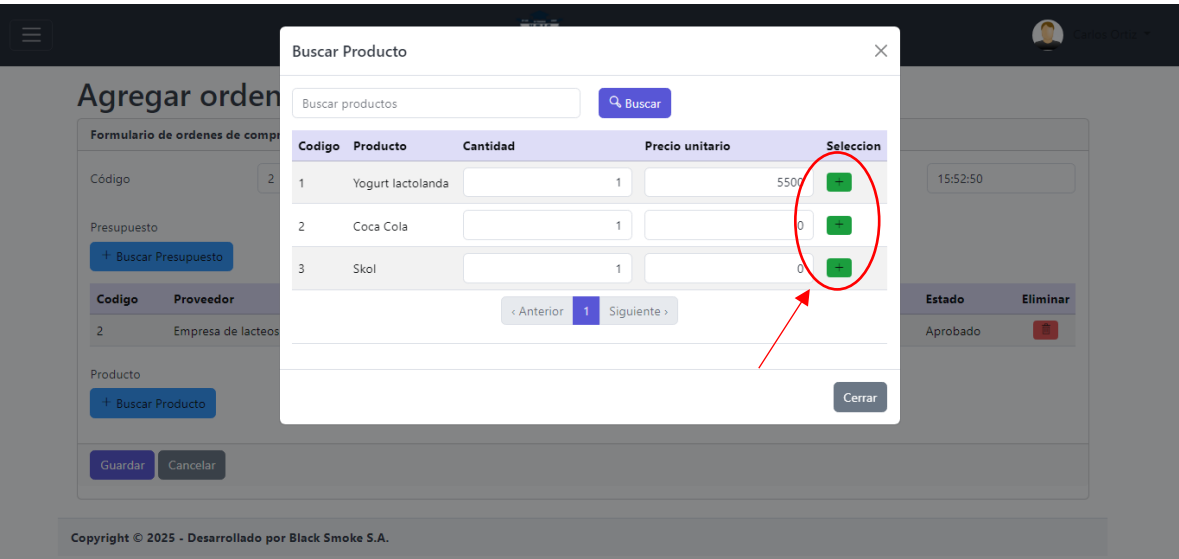 Buscar Producto
Agregar orden
Buscar productos
Buscar
Formulario de ordenes de compr
Codigo Producto Cantidad Precio unitario Seleccion
Código 2 15:52:50
1 Yogurt lactolanda 1 5500 +
Presupuesto
2 Coca Cola 1 0 +
+ Buscar Presupuesto
3 Skol 1 0 +
Codigo Proveedor Estado Eliminar
‹ Anterior 1 Siguiente ›
2 Empresa de lacteos Aprobado
Producto
+ Buscar Producto
Cerrar
Guardar Cancelar
Copyright © 2025 - Desarrollado por Black Smoke S.A.